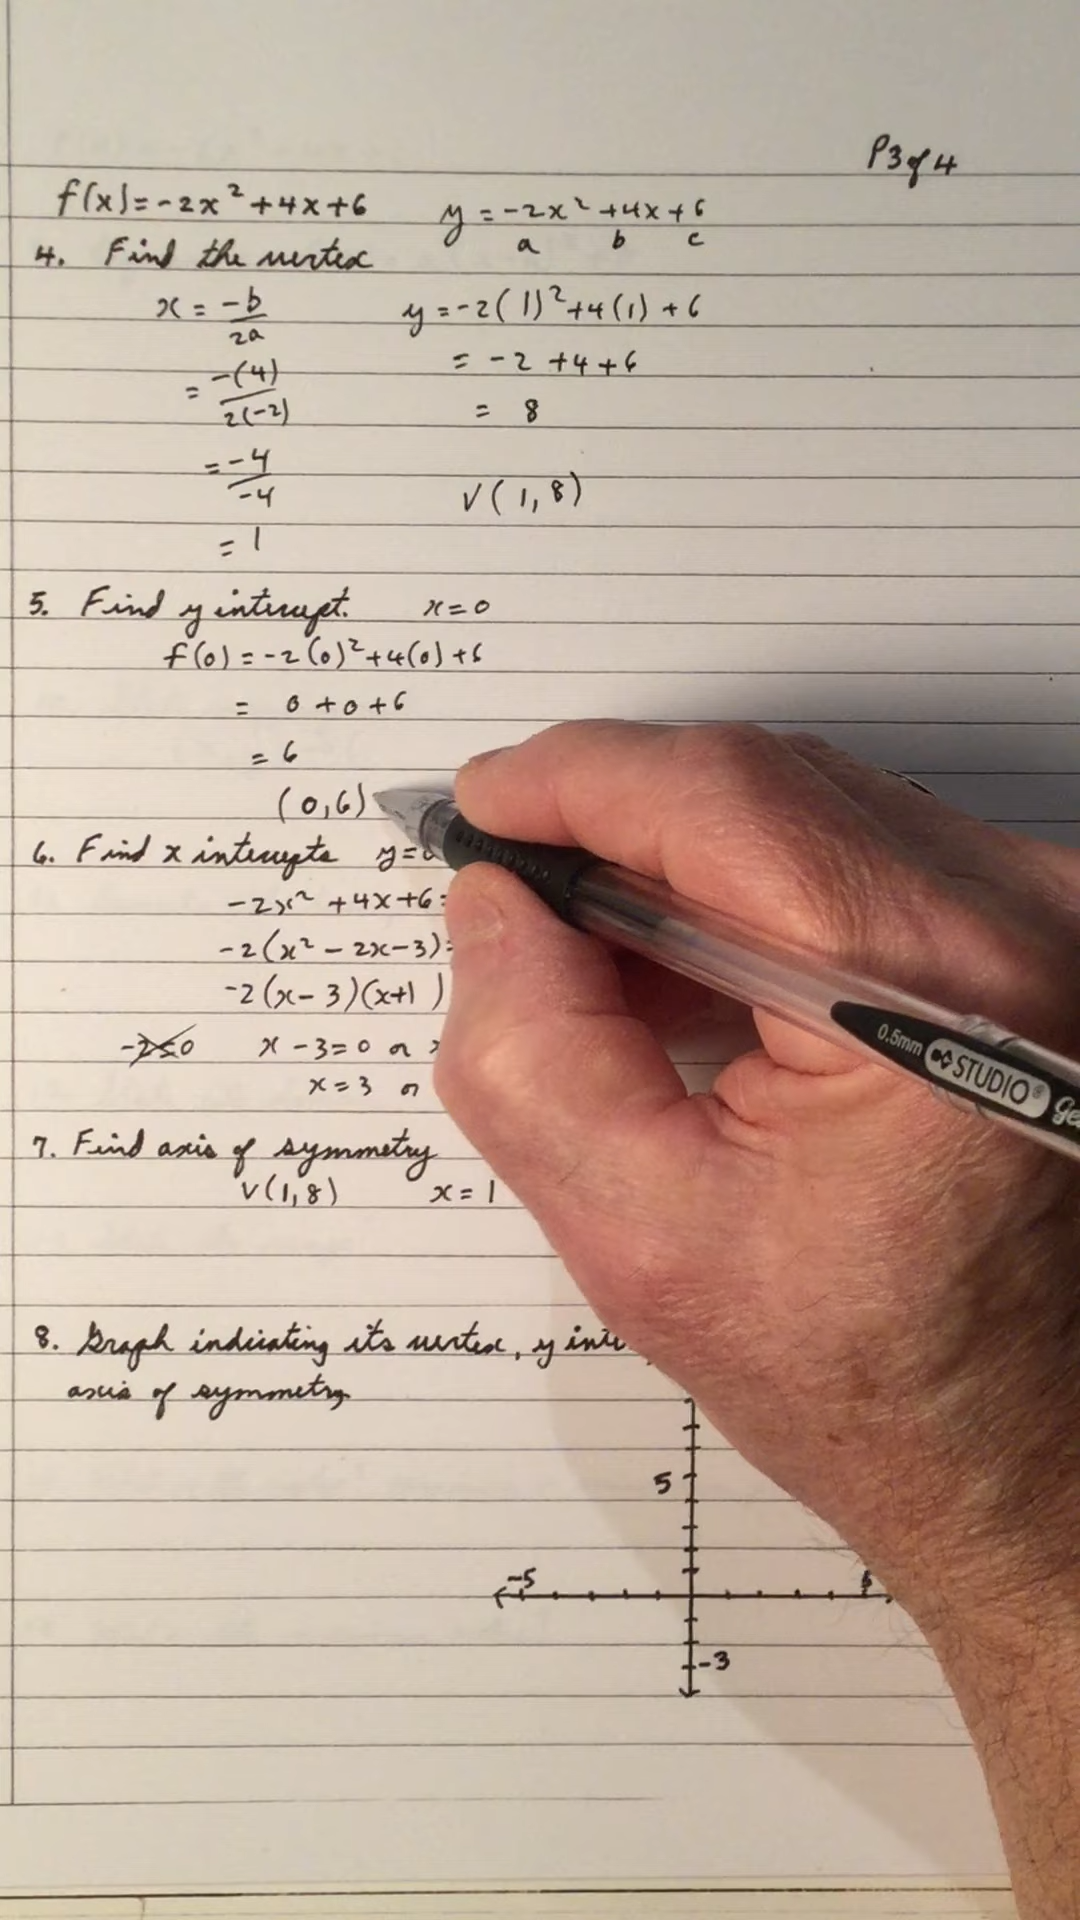 P3 of 4
f(x)=-2x²+4x+6 y=-2x²+4x+6
a b c
4. Find the vertex
x = -b/2a y=-2(1)²+4(1)+6
= -(4)/2(-2) = -2+4+6
= 8
= -4/-4 V(1,8)
= 1
5. Find y intercept. x=0
f(0)=-2(0)²+4(0)+6
= 0+0+6
= 6
(0,6)
6. Find x intercepts y=0
-2x²+4x+6=
-2(x²-2x-3)=
-2(x-3)(x+1)
-2=0 x-3=0 or
x=3 or
7. Find axis of symmetry
V(1,8) x=1
8. Graph indicating its vertex, y
axis of symmetry
5
-5
-3
0.5mm STUDIO®